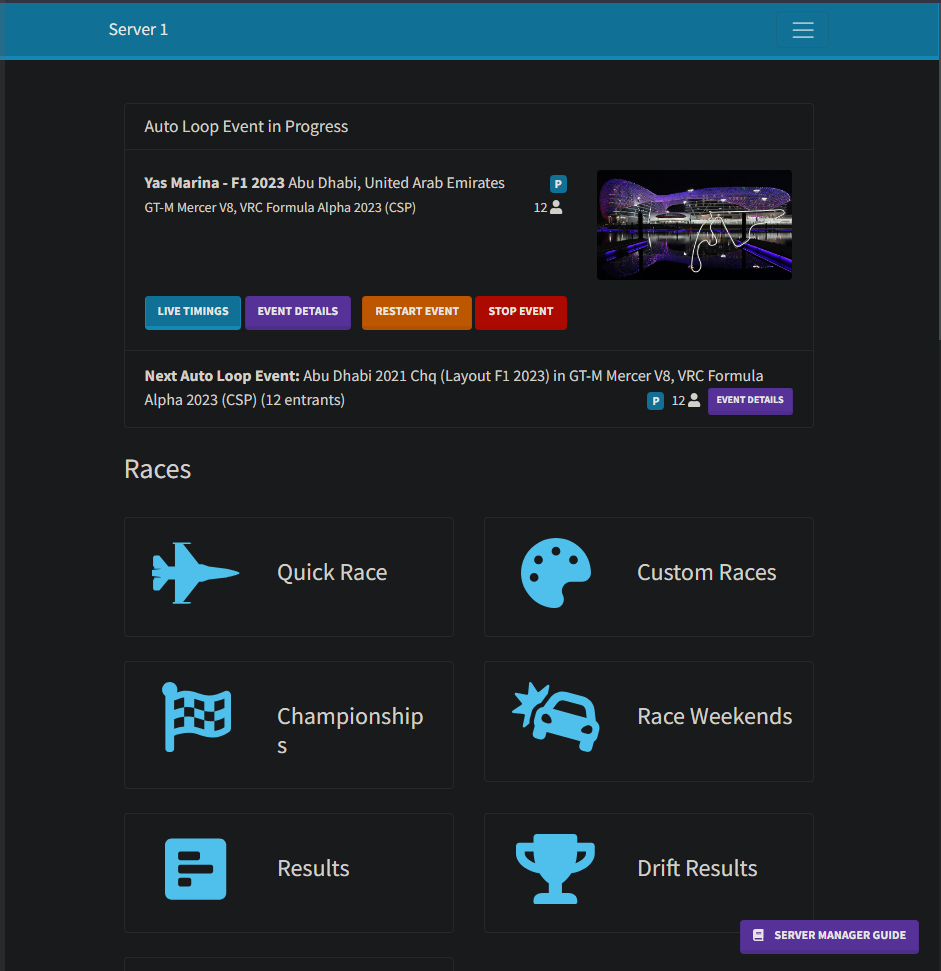 Server 1
Auto Loop Event in Progress
Yas Marina - F1 2023 Abu Dhabi, United Arab Emirates P
GT-M Mercer V8, VRC Formula Alpha 2023 (CSP) 12
LIVE TIMINGS EVENT DETAILS RESTART EVENT STOP EVENT
Next Auto Loop Event: Abu Dhabi 2021 Chq (Layout F1 2023) in GT-M Mercer V8, VRC Formula
Alpha 2023 (CSP) (12 entrants) P 12 EVENT DETAILS
Races
Quick Race
Custom Races
Championship
s
Race Weekends
Results
Drift Results
SERVER MANAGER GUIDE